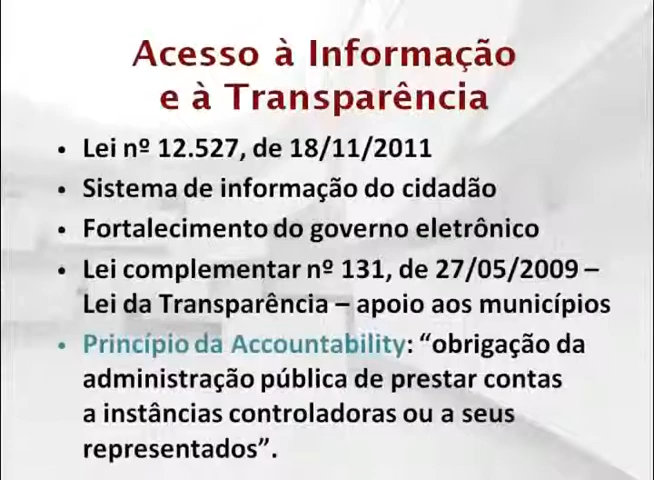 Acesso à Informação
e à Transparência
• Lei nº 12.527, de 18/11/2011
• Sistema de informação do cidadão
• Fortalecimento do governo eletrônico
• Lei complementar nº 131, de 27/05/2009 –
Lei da Transparência – apoio aos municípios
• Princípio da Accountability: “obrigação da
administração pública de prestar contas
a instâncias controladoras ou a seus
representados”.